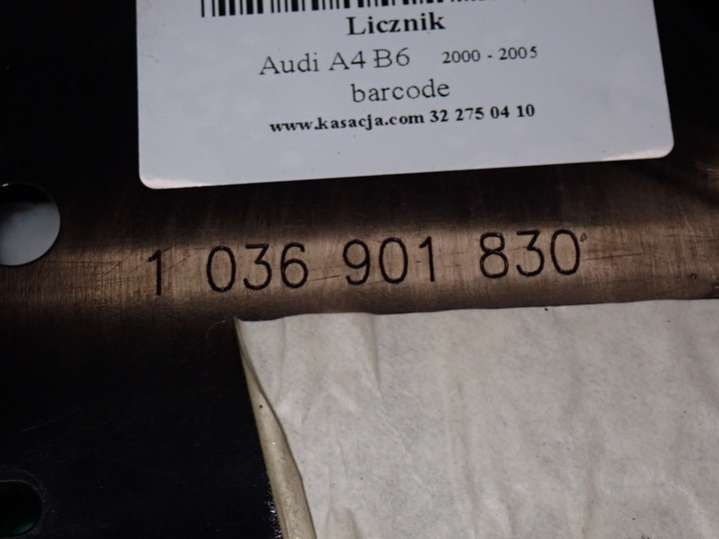 Licznik
Audi A4 B6 2000 - 2005
barcode
www.kasacja.com 32 275 04 10
1 036 901 830